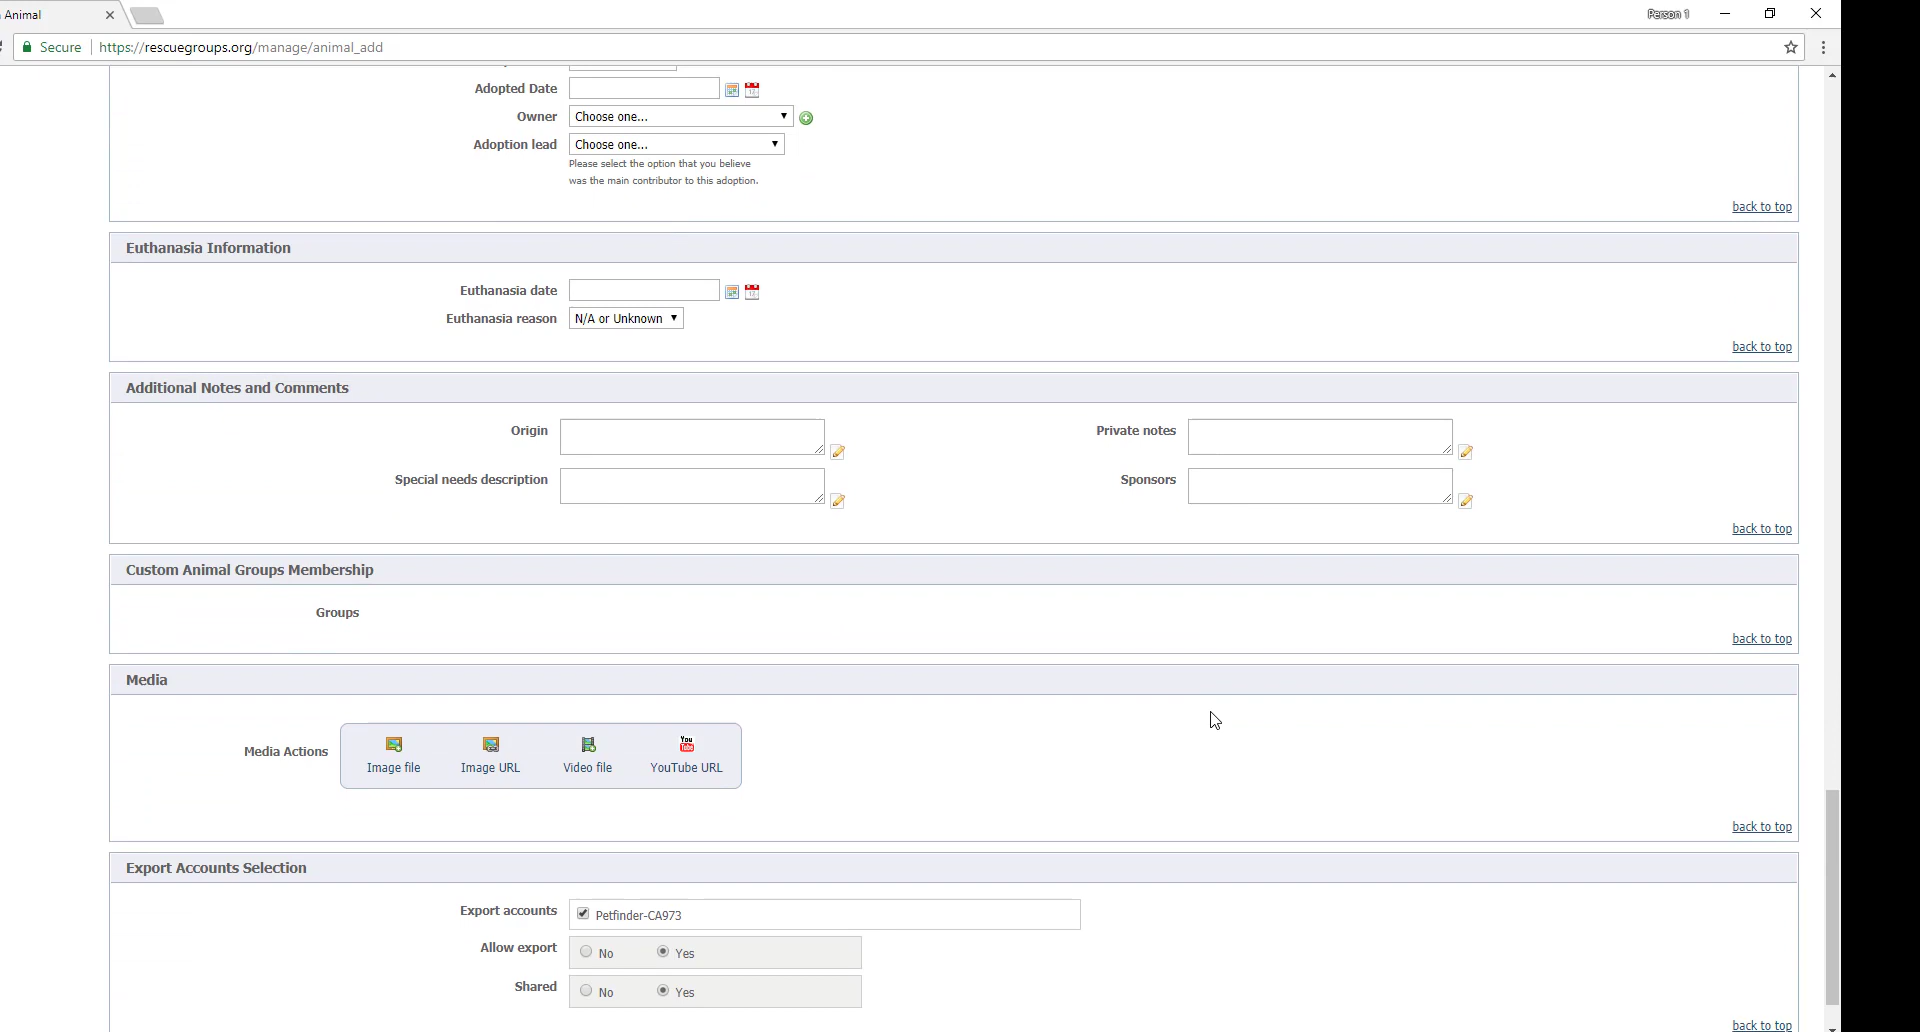 Animal
Person 1
Secure https://rescuegroups.org/manage/animal_add
Adopted Date
Owner Choose one...
Adoption lead Choose one...
Please select the option that you believe
was the main contributor to this adoption.
back to top
Euthanasia Information
Euthanasia date
Euthanasia reason N/A or Unknown
back to top
Additional Notes and Comments
Origin Private notes
Special needs description Sponsors
back to top
Custom Animal Groups Membership
Groups
back to top
Media
You
Tube
Media Actions
Image file Image URL Video file YouTube URL
back to top
Export Accounts Selection
Export accounts Petfinder-CA973
Allow export No Yes
Shared No Yes
back to top